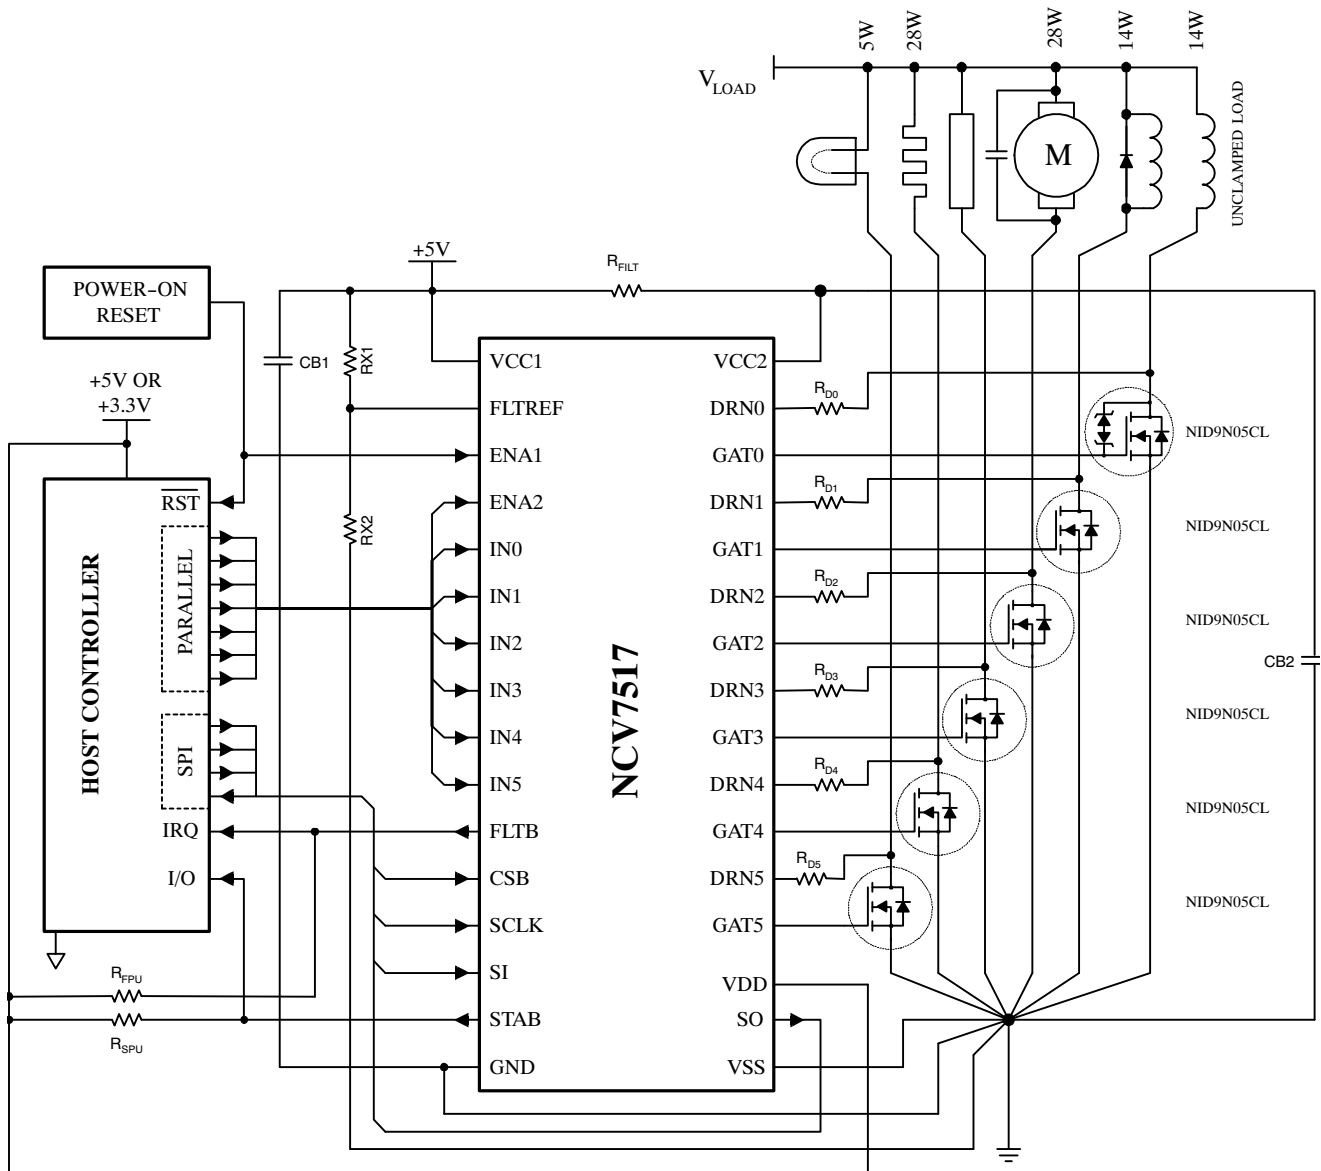 5W
28W
28W
14W
14W
VLOAD
M
UNCLAMPED LOAD
+5V
RFILT
POWER−ON
RESET
CB1
RX1
VCC1
VCC2
+5V OR
+3.3V
FLTREF
RD0
DRN0
NID9N05CL
ENA1
GAT0
RST
ENA2
RD1
DRN1
NID9N05CL
RX2
HOST CONTROLLER
PARALLEL
IN0
GAT1
IN1
RD2
DRN2
NID9N05CL
IN2
GAT2
NCV7517
CB2
IN3
RD3
DRN3
NID9N05CL
SPI
IN4
GAT3
IN5
RD4
DRN4
NID9N05CL
IRQ
FLTB
GAT4
I/O
CSB
RD5
DRN5
NID9N05CL
SCLK
GAT5
RFPU
SI
VDD
RSPU
STAB
SO
GND
VSS